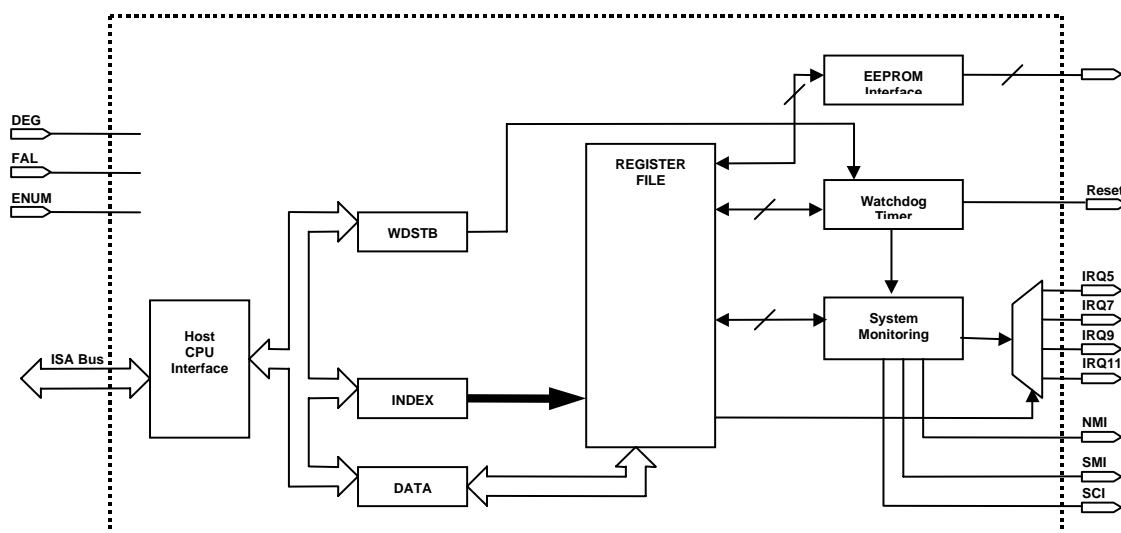 EEPROM
Interface
DEG
FAL
ENUM
REGISTER
FILE
Watchdog
Timer
Reset
WDSTB
IRQ5
IRQ7
IRQ9
IRQ11
System
Monitoring
Host
CPU
Interface
ISA Bus
INDEX
NMI
SMI
SCI
DATA